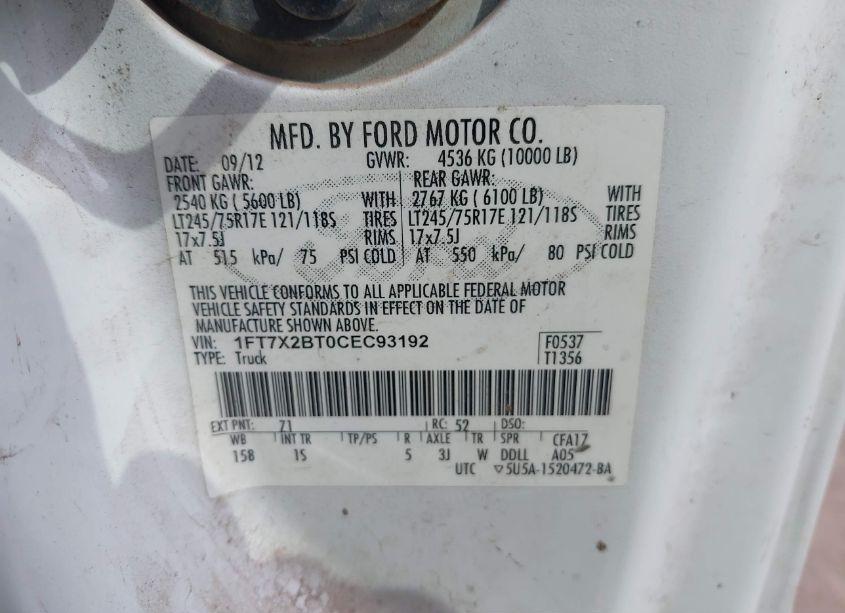 MFD. BY FORD MOTOR CO.
DATE: 09/12 GVWR: 4536 KG (10000 LB)
FRONT GAWR: REAR GAWR:
2540 KG ( 5600 LB) WITH 2767 KG ( 6100 LB) WITH
LT245/75R17E 121/118S TIRES LT245/75R17E 121/118S TIRES
17x7.5J RIMS 17x7.5J RIMS
AT 515 kPa/ 75 PSI COLD AT 550 kPa/ 80 PSI COLD
THIS VEHICLE CONFORMS TO ALL APPLICABLE FEDERAL MOTOR
VEHICLE SAFETY STANDARDS IN EFFECT ON THE DATE OF
MANUFACTURE SHOWN ABOVE.
VIN: 1FT7X2BT0CEC93192 F0537
TYPE: Truck T1356
EXT PNT: Z1 RC: 52 DSO:
WB INT TR TP/PS R AXLE TR SPR CFA17
158 1S 5 3J W DDLL A05
UTC ▽5U5A-1520472-BA